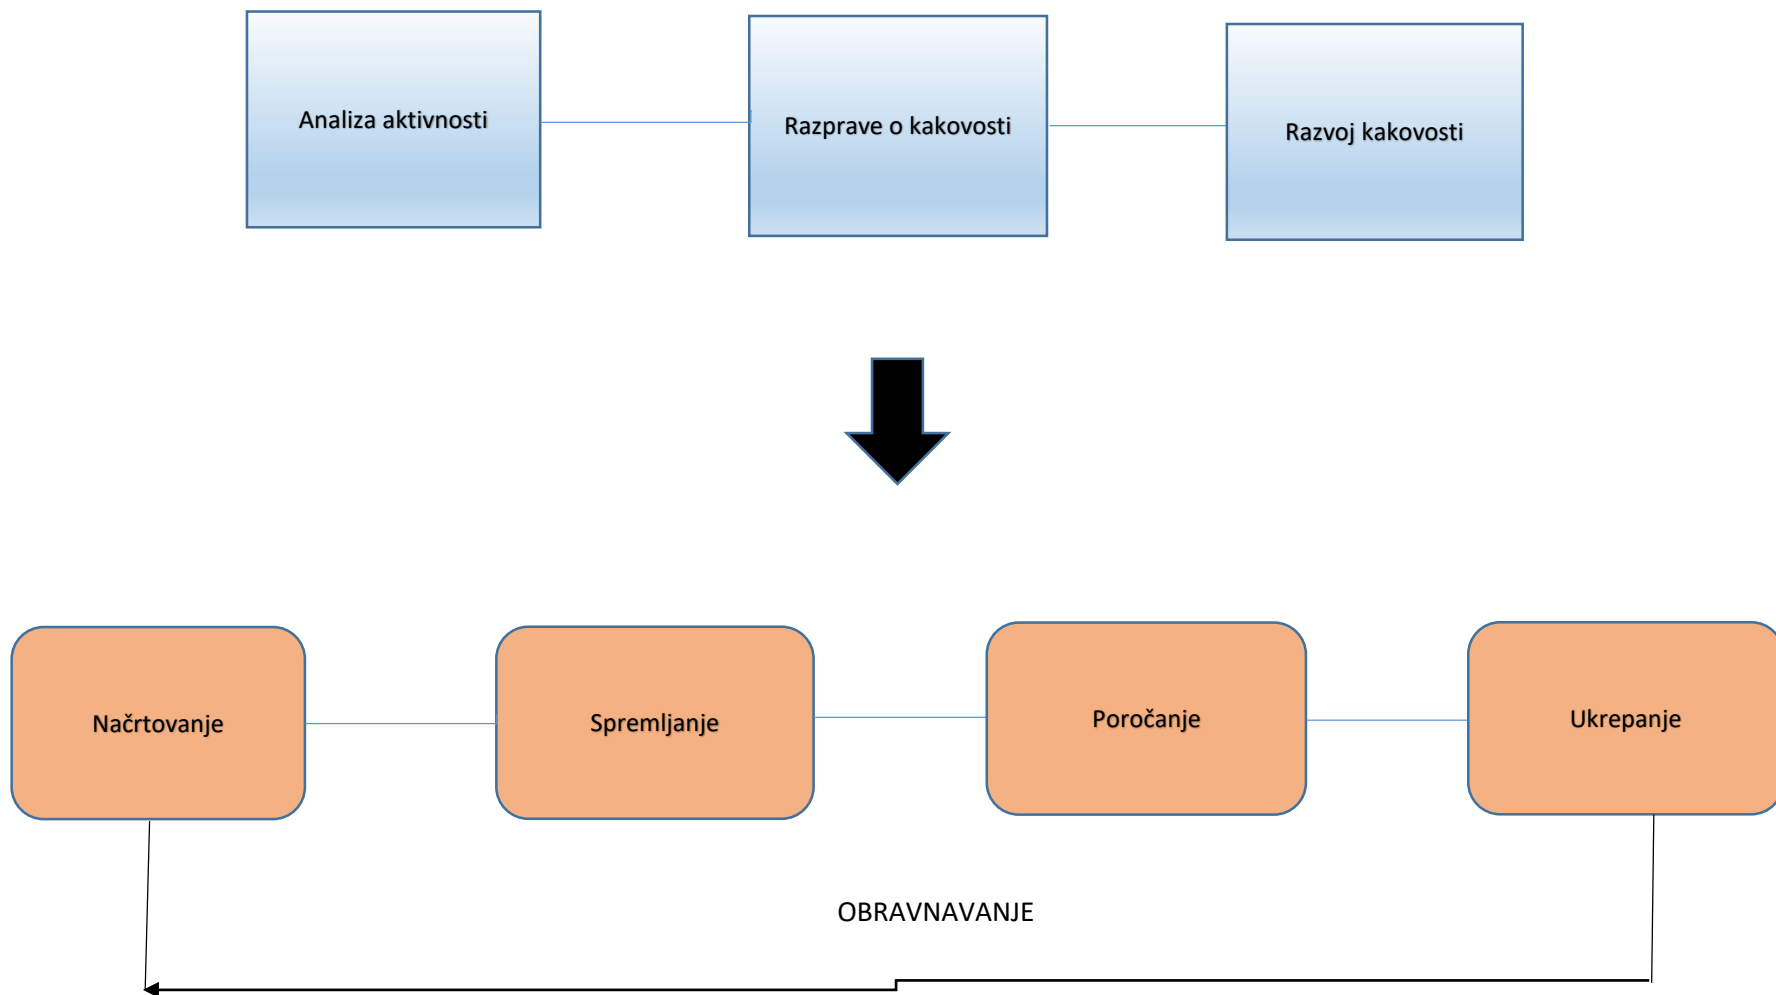 Analiza aktivnosti
Razprave o kakovosti
Razvoj kakovosti
Načrtovanje
Spremljanje
Poročanje
Ukrepanje
OBRAVNAVANJE